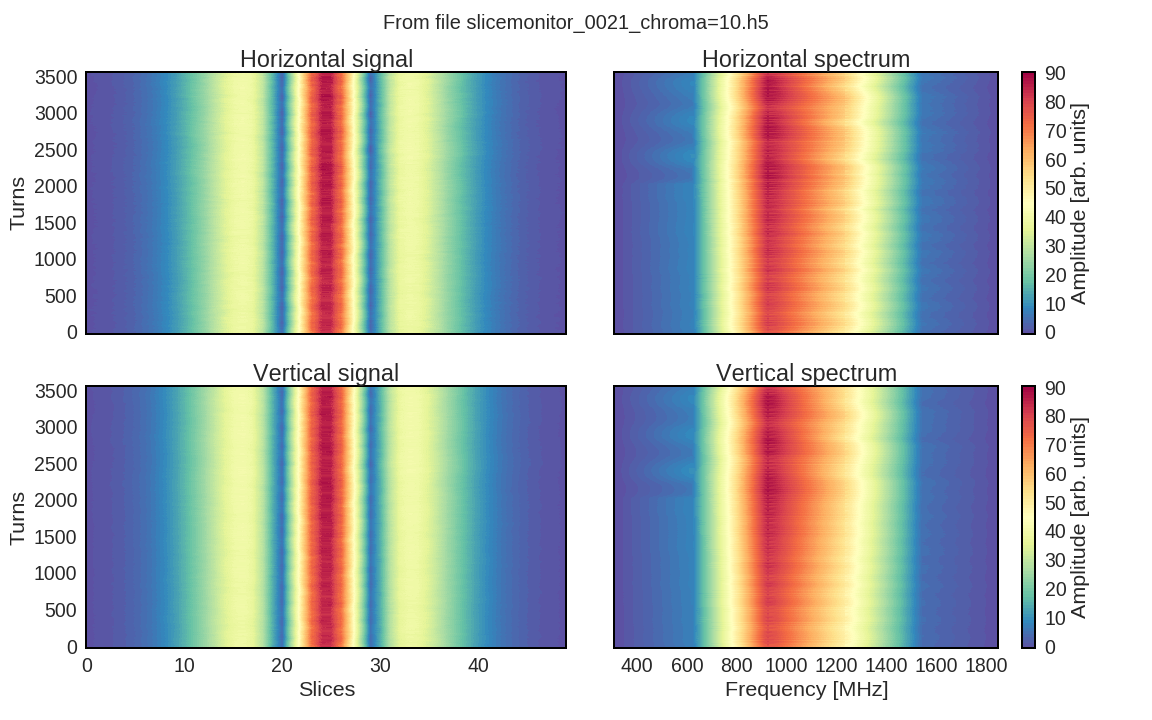 From file slicemonitor_0021_chroma=10.h5
Horizontal signal
Horizontal spectrum
3500
3000
2500
2000
1500
1000
500
0
Turns
90
80
70
60
50
40
30
20
10
0
Amplitude [arb. units]
Vertical signal
Vertical spectrum
3500
3000
2500
2000
1500
1000
500
0
Turns
90
80
70
60
50
40
30
20
10
0
Amplitude [arb. units]
0 10 20 30 40
Slices
400 600 800 1000 1200 1400 1600 1800
Frequency [MHz]